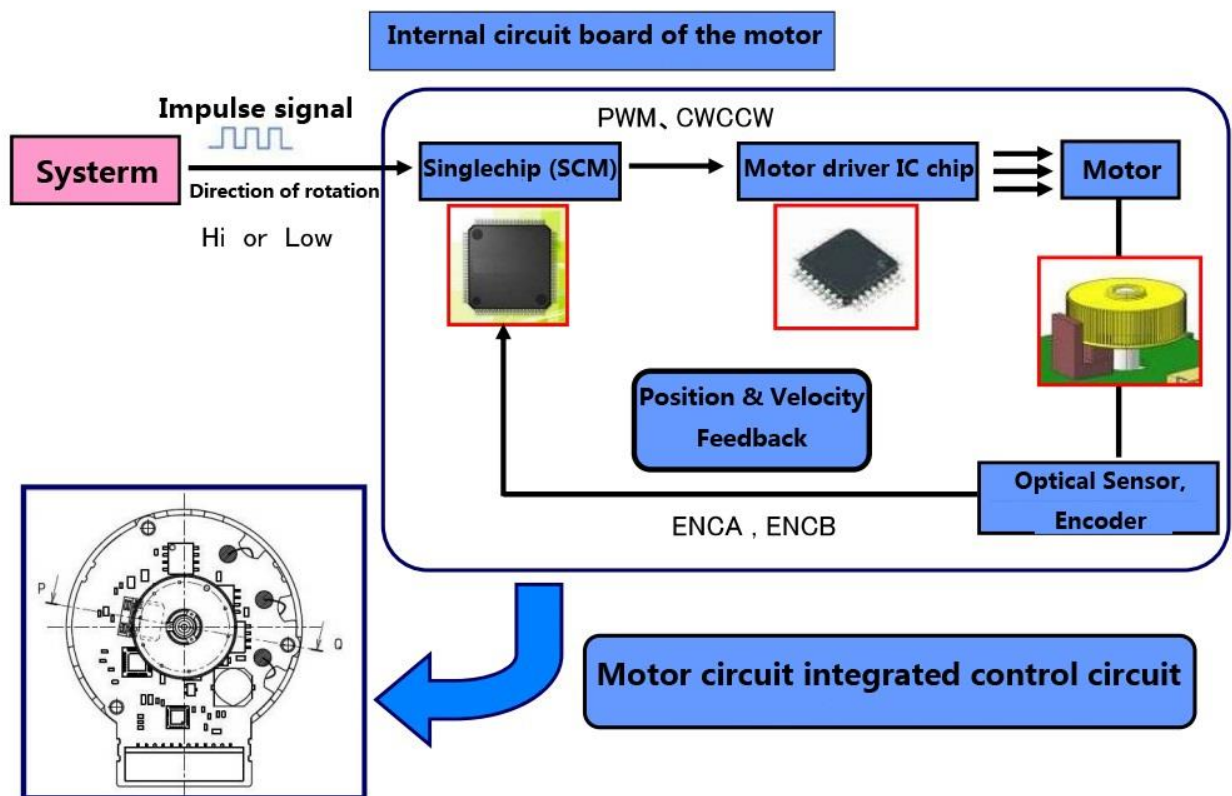 Internal circuit board of the motor
Impulse signal
Systerm
Direction of rotation
Hi or Low
PWM、CWCCW
Singlechip (SCM)
Motor driver IC chip
Motor
Position & Velocity
Feedback
Optical Sensor,
Encoder
ENCA , ENCB
P
Q
Motor circuit integrated control circuit